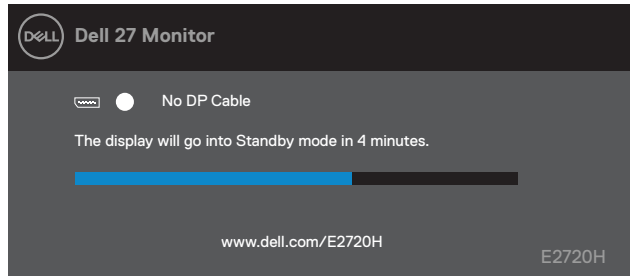 DELL
Dell 27 Monitor
No DP Cable
The display will go into Standby mode in 4 minutes.
www.dell.com/E2720H
E2720H